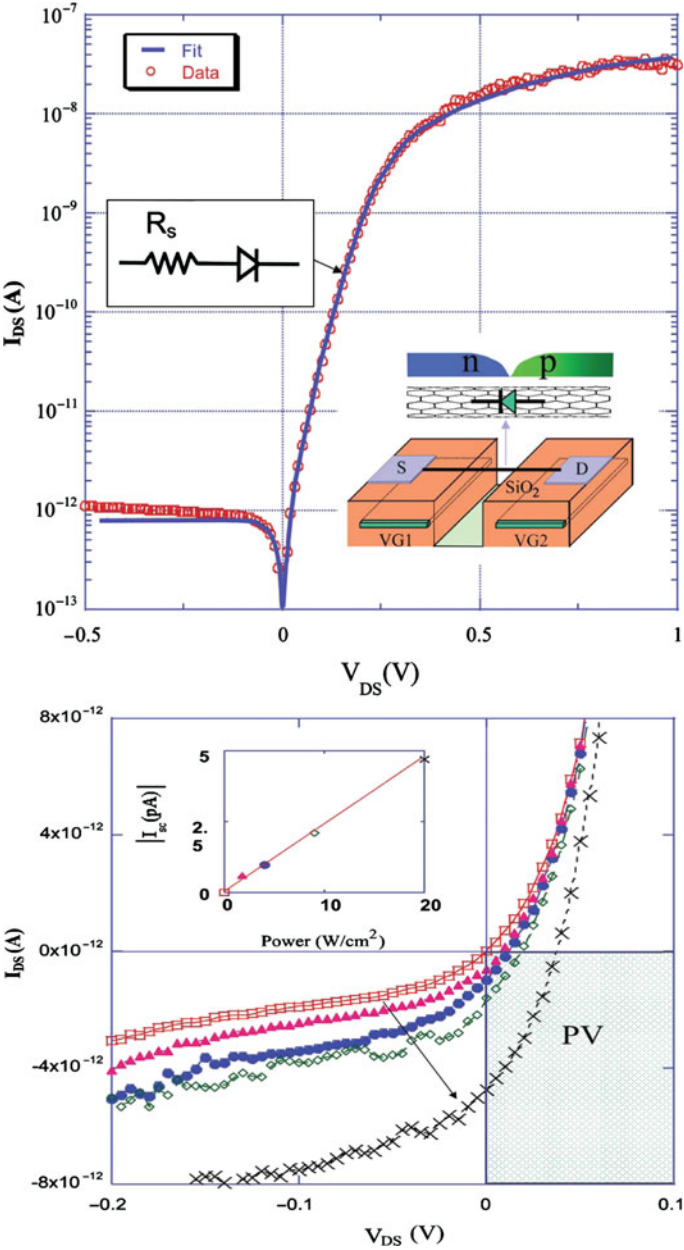 10⁻⁷
Fit
Data
10⁻⁸
10⁻⁹
R_S
10⁻¹⁰
I_DS(A)
n p
10⁻¹¹
S D
SiO₂
10⁻¹²
VG1 VG2
10⁻¹³
−0.5 0 0.5 1
V_DS(V)
8x10⁻¹²
5
|I_sc(pA)|
2.
5
4x10⁻¹²
0
0 10 20
Power (W/cm²)
0x10⁻¹²
I_DS(A)
PV
-4x10⁻¹²
-8x10⁻¹²
−0.2 −0.1 0 0.1
V_DS (V)